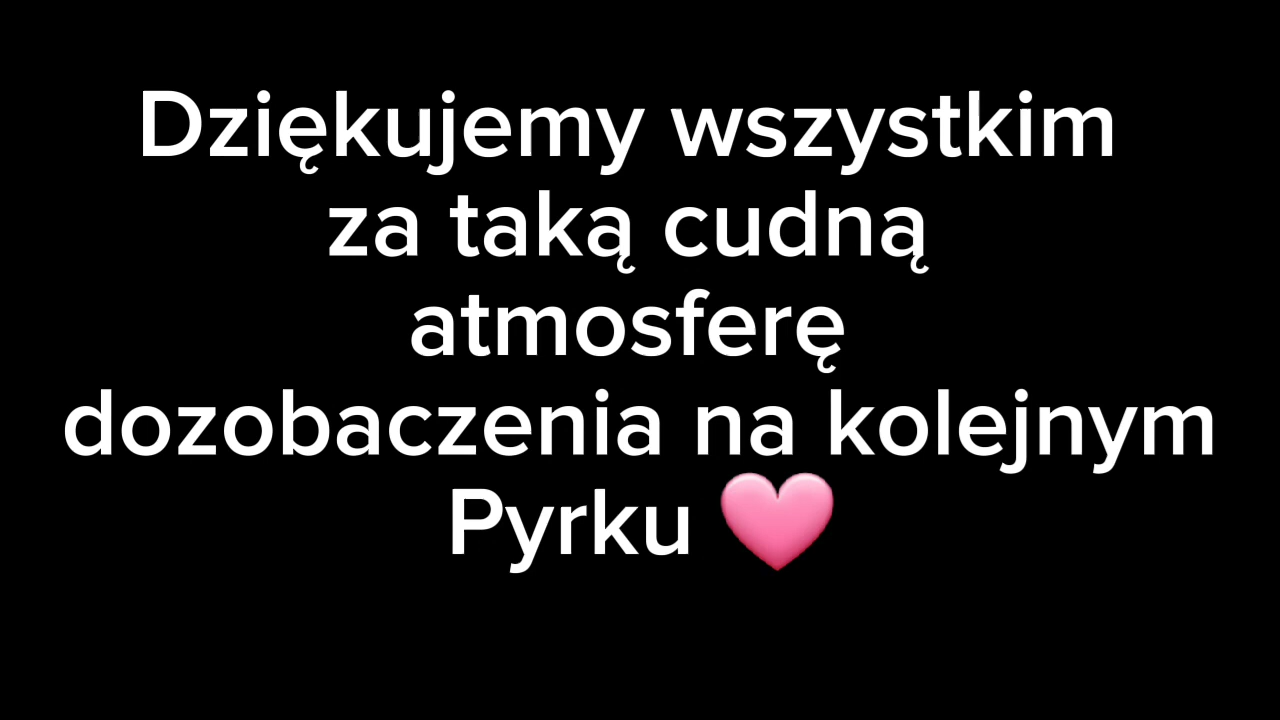 Dziękujemy wszystkim
za taką cudną
atmosferę
dozobaczenia na kolejnym
Pyrku 🩷